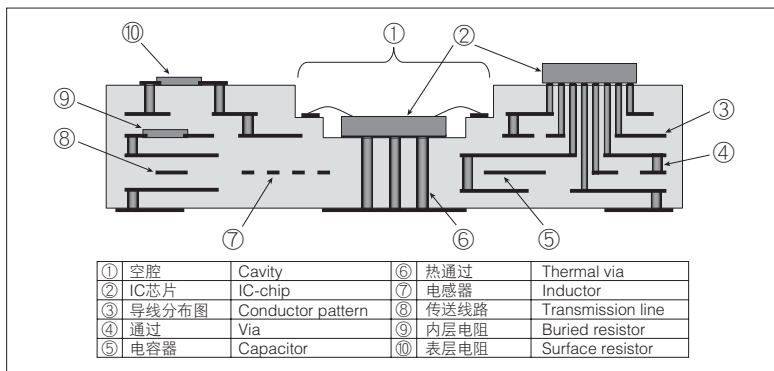 ⑩ ① ②
⑨
⑧
③
④
⑦ ⑥ ⑤
① 空腔 Cavity ⑥ 热通过 Thermal via
② IC芯片 IC-chip ⑦ 电感器 Inductor
③ 导线分布图 Conductor pattern ⑧ 传送线路 Transmission line
④ 通过 Via ⑨ 内层电阻 Buried resistor
⑤ 电容器 Capacitor ⑩ 表层电阻 Surface resistor